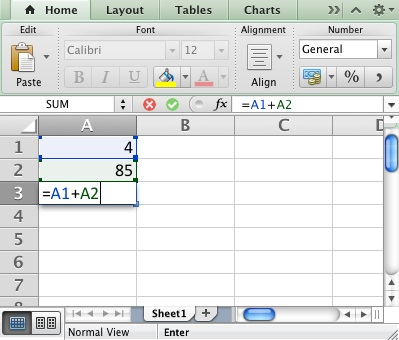 Home Layout Tables Charts
Edit Font Alignment Number
Calibri 12 General
Paste B I U A Align % ,
SUM fx =A1+A2
A B C D
1 4
2 85
3 =A1+A2
4
5
6
7
8
Sheet1 +
Normal View Enter